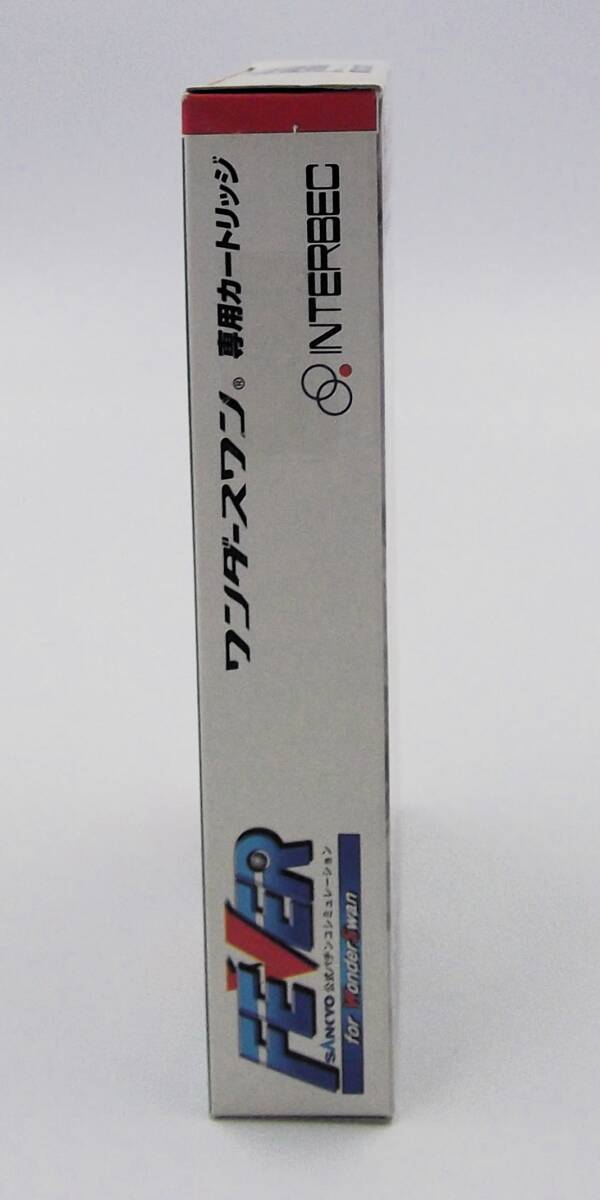 FEVER
SANKYO 公式パチンコシミュレーション
for WonderSwan
ワンダースワン® 専用カートリッジ
INTERBEC